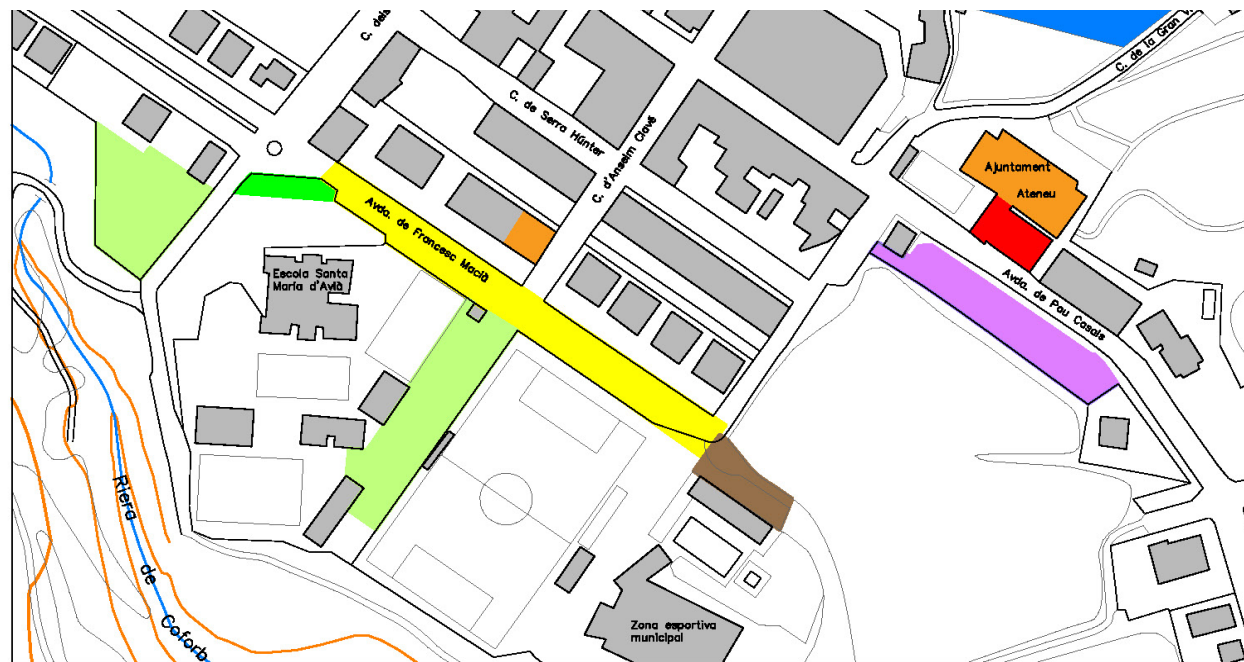 C. dels
C. de la Gran V
C. de Serra Húnter
C. d'Anselm Clavé
Ajuntament
Ateneu
Avda. de Francesc Macià
Avda. de Pau Casals
Escola Santa
Maria d'Avià
Riera
de
Coforb
Zona esportiva
municipal